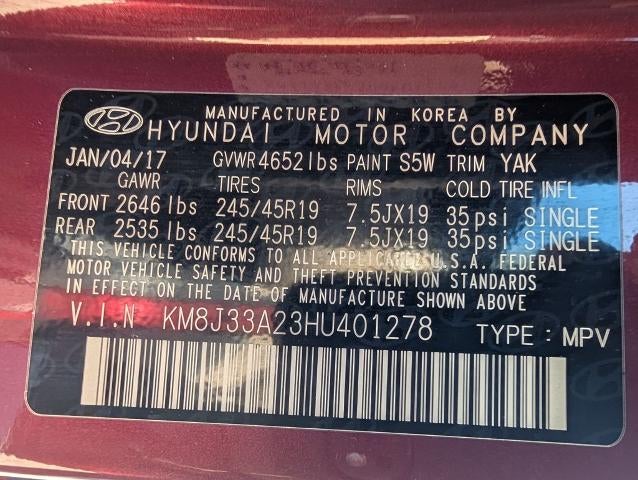 MANUFACTURED IN KOREA BY
HYUNDAI MOTOR COMPANY
JAN/04/17 GVWR 4652lbs PAINT S5W TRIM YAK
GAWR TIRES RIMS COLD TIRE INFL
FRONT 2646 lbs 245/45R19 7.5JX19 35psi SINGLE
REAR 2535 lbs 245/45R19 7.5JX19 35psi SINGLE
THIS VEHICLE CONFORMS TO ALL APPLICABLE U.S.A. FEDERAL
MOTOR VEHICLE SAFETY AND THEFT PREVENTION STANDARDS
IN EFFECT ON THE DATE OF MANUFACTURE SHOWN ABOVE
V.I.N KM8J33A23HU401278 TYPE : MPV